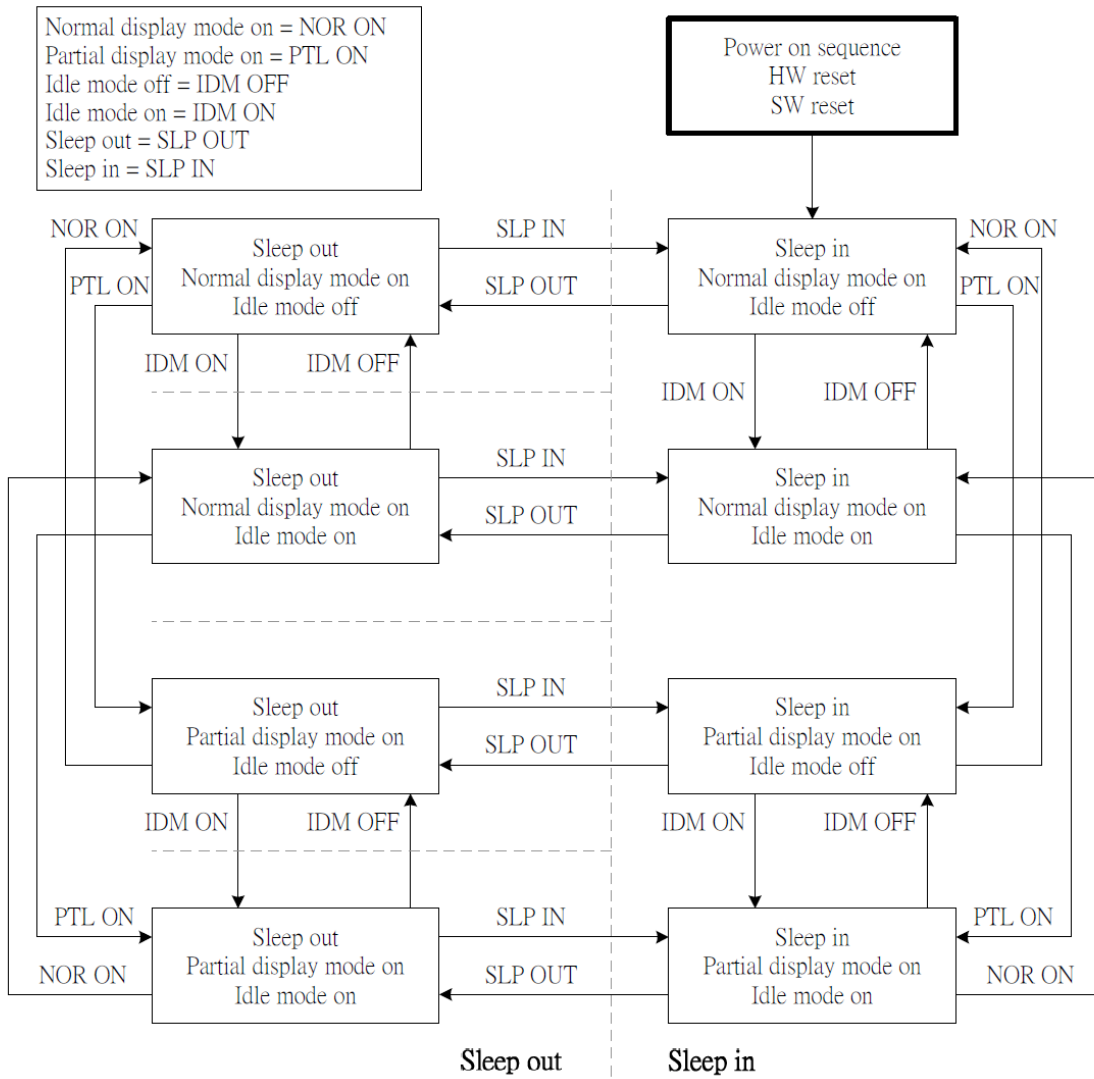 Normal display mode on = NOR ON
Partial display mode on = PTL ON
Idle mode off = IDM OFF
Idle mode on = IDM ON
Sleep out = SLP OUT
Sleep in = SLP IN
Power on sequence
HW reset
SW reset
NOR ON
PTL ON
Sleep out
Normal display mode on
Idle mode off
SLP IN
SLP OUT
Sleep in
Normal display mode on
Idle mode off
NOR ON
PTL ON
IDM ON
IDM OFF
IDM ON
IDM OFF
Sleep out
Normal display mode on
Idle mode on
SLP IN
SLP OUT
Sleep in
Normal display mode on
Idle mode on
Sleep out
Partial display mode on
Idle mode off
SLP IN
SLP OUT
Sleep in
Partial display mode on
Idle mode off
IDM ON
IDM OFF
IDM ON
IDM OFF
PTL ON
NOR ON
Sleep out
Partial display mode on
Idle mode on
SLP IN
SLP OUT
Sleep in
Partial display mode on
Idle mode on
PTL ON
NOR ON
Sleep out
Sleep in